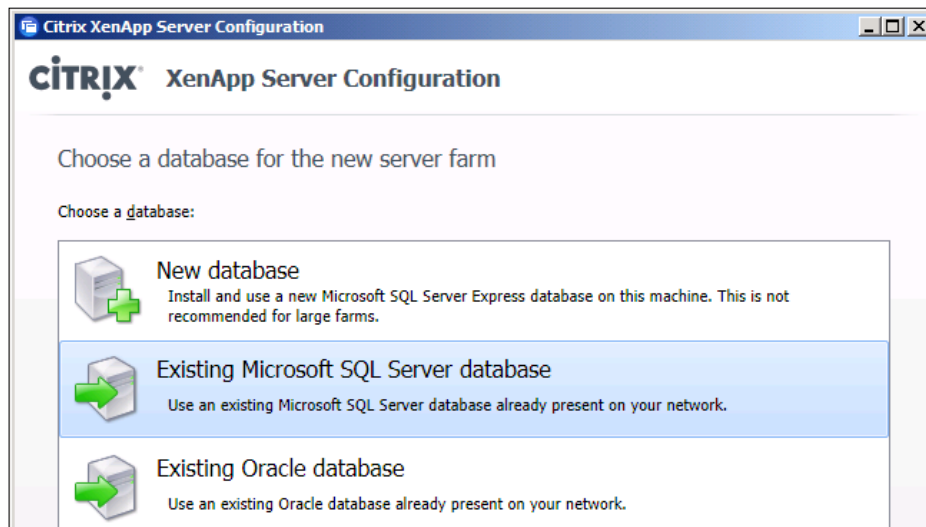 Citrix XenApp Server Configuration
CİTRIX XenApp Server Configuration
Choose a database for the new server farm
Choose a database:
New database
Install and use a new Microsoft SQL Server Express database on this machine. This is not
recommended for large farms.
Existing Microsoft SQL Server database
Use an existing Microsoft SQL Server database already present on your network.
Existing Oracle database
Use an existing Oracle database already present on your network.